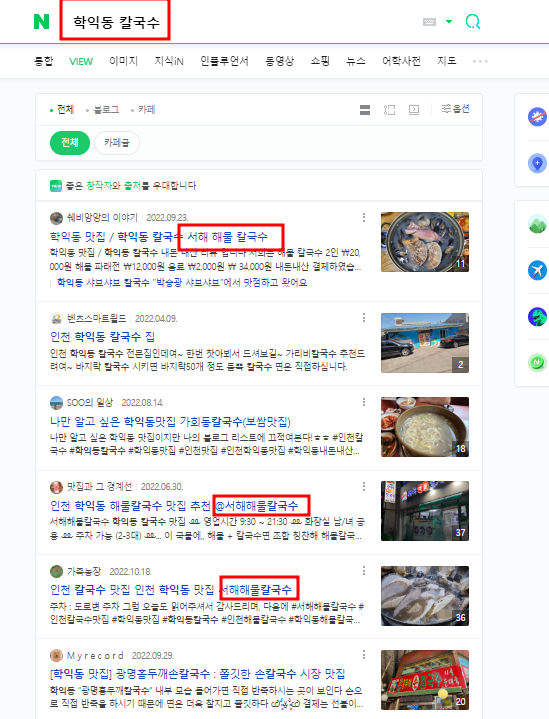 N 학익동 칼국수
통합 VIEW 이미지 지식iN 인플루언서 동영상 쇼핑 뉴스 어학사전 지도
전체 블로그 카페 옵션
전체 카페글
좋은 창작자와 출처를 우대합니다
쉐비앙앙의 이야기 2022.09.23.
학익동 맛집 / 학익동 칼국수 서해 해물 칼국수
학익동 맛집 / 학익동 칼국수 내돈 내산 리뷰 합니다 저희는 해물 칼국수 2인 ₩20,
000원 해물 파래전 ₩12,000원 음료 ₩2,000원 ₩ 34,000원 내돈내산 결제하였습...
학익동 샤브샤브 칼국수 "박승광 샤브샤브"에서 맛점하고 왔어요
11
벤츠스마트월드 2022.04.09.
인천 학익동 칼국수 집
인천 학익동 칼국수 전문집인데여~ 한번 찻아봐서 드셔보길~ 가리비칼국수 추천드
려여~ 바지락 칼국수 시키면 바지락50개 정도 듬뿍 칼국수 면은 직접하십니다.
2
SOO의 일상 2022.08.14.
나만 알고 싶은 학익동맛집 가회동칼국수(보쌈맛집)
나만 알고 싶은 학익동 맛집이지만 나의 블로그 리스트에 끄적여본다!ㅎㅎ #인천칼
국수 #학익동칼국수 #학익동맛집 #인천맛집 #인천학익동맛집 #학익동내돈내산...
18
맛집과 그 경계선 2022.06.30.
인천 학익동 해물칼국수 맛집 추천 @서해해물칼국수
서해해물칼국수 학익동 칼국수 맛집 영업시간 9:30 ~ 21:30 화장실 남/녀 공
용 주차 가능 (2-3대) ... 이 국물에, 해물 + 칼국수면 조합 칭찬해 해물칼국...
37
가족농장 2022.10.18.
인천 칼국수 맛집 인천 학익동 맛집 서해해물칼국수
주차 : 도로변 주차 그럼 오늘도 읽어주셔서 감사드리며, 다음에 #서해해물칼국수 #
인천칼국수맛집 #학익동맛집 #학익동칼국수 #인천해물칼국수 #학익동해물칼국...
36
Myrecord 2022.09.29.
[학익동 맛집] 광명홍두깨손칼국수 : 쫄깃한 손칼국수 시장 맛집
학익동 "광명홍두깨칼국수" 내부 모습 들어가면 직접 반죽하시는 곳이 보인다 손으
로 직접 반죽을 하시기 때문에 면은 더욱 찰지고 쫄깃하다 결제는 선불이...
20